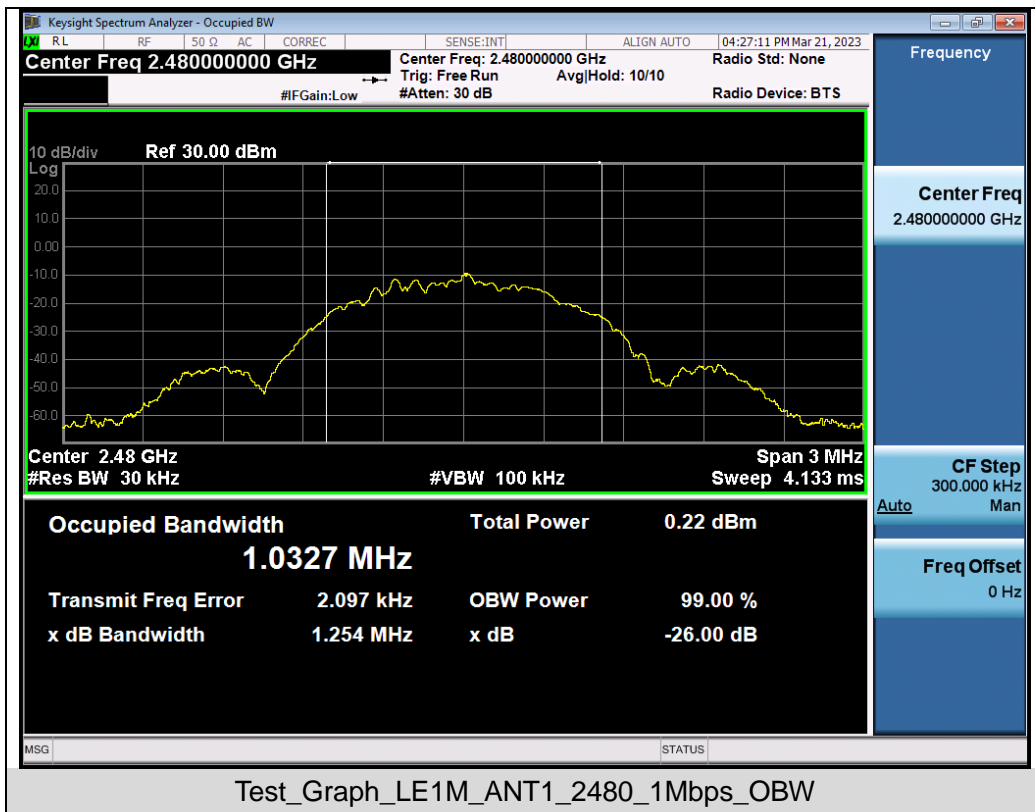 Keysight Spectrum Analyzer - Occupied BW
LXI RL RF 50 Ω AC CORREC SENSE:INT ALIGN AUTO 04:27:11 PM Mar 21, 2023
Center Freq 2.480000000 GHz
Center Freq: 2.480000000 GHz
Radio Std: None
Trig: Free Run Avg|Hold: 10/10
#IFGain:Low
#Atten: 30 dB
Radio Device: BTS
Frequency
10 dB/div Ref 30.00 dBm
Log
20.0
10.0
0.00
-10.0
-20.0
-30.0
-40.0
-50.0
-60.0
Center 2.48 GHz Span 3 MHz
#Res BW 30 kHz #VBW 100 kHz Sweep 4.133 ms
Center Freq
2.480000000 GHz
CF Step
300.000 kHz
Auto Man
Freq Offset
0 Hz
Occupied Bandwidth Total Power 0.22 dBm
1.0327 MHz
Transmit Freq Error 2.097 kHz OBW Power 99.00 %
x dB Bandwidth 1.254 MHz x dB -26.00 dB
MSG STATUS
Test_Graph_LE1M_ANT1_2480_1Mbps_OBW